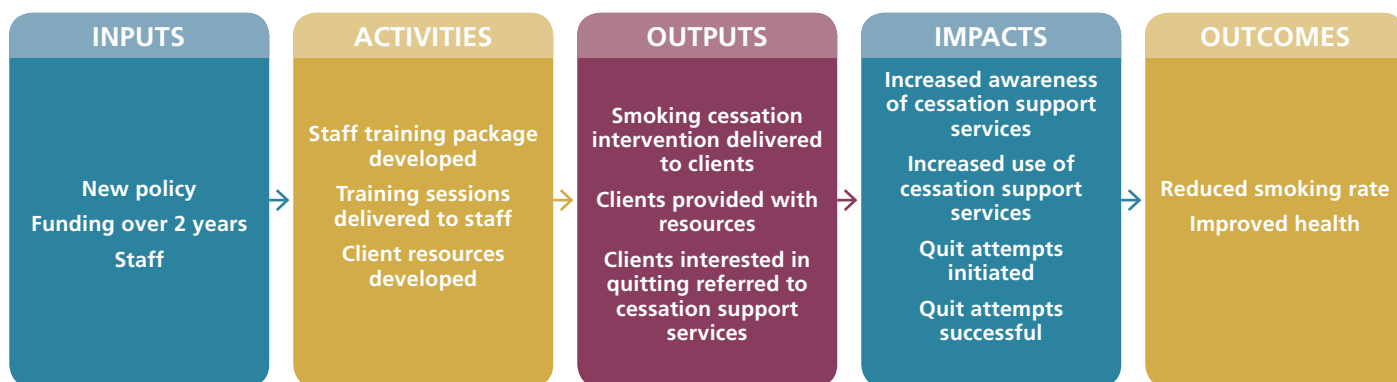 INPUTS
New policy
Funding over 2 years
Staff
ACTIVITIES
Staff training package
developed
Training sessions
delivered to staff
Client resources
developed
OUTPUTS
Smoking cessation
intervention delivered
to clients
Clients provided with
resources
Clients interested in
quitting referred to
cessation support
services
IMPACTS
Increased awareness
of cessation support
services
Increased use of
cessation support
services
Quit attempts
initiated
Quit attempts
successful
OUTCOMES
Reduced smoking rate
Improved health